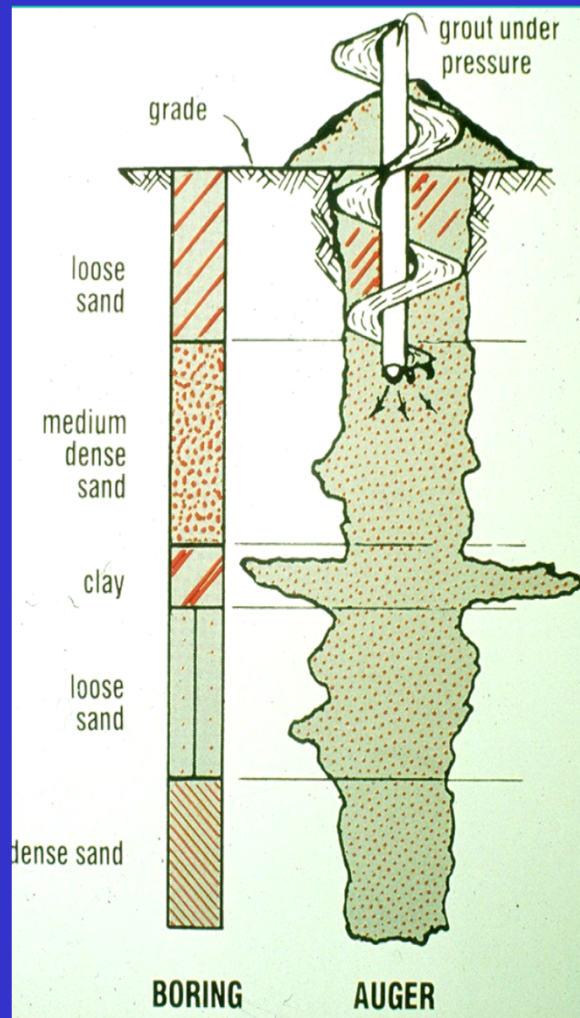 grout under
pressure
grade
loose
sand
medium
dense
sand
clay
loose
sand
dense sand
BORING
AUGER